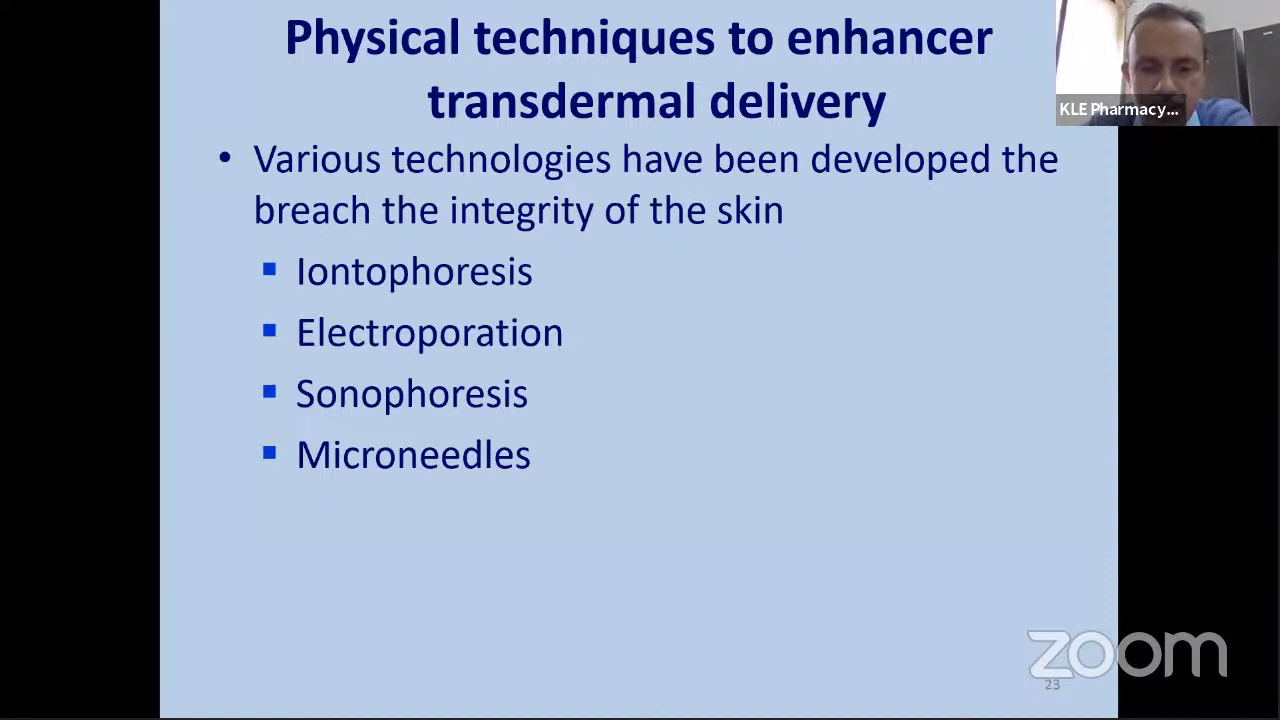 Physical techniques to enhancer
transdermal delivery
KLE Pharmacy...
• Various technologies have been developed the
breach the integrity of the skin
▪ Iontophoresis
▪ Electroporation
▪ Sonophoresis
▪ Microneedles
zoom
23